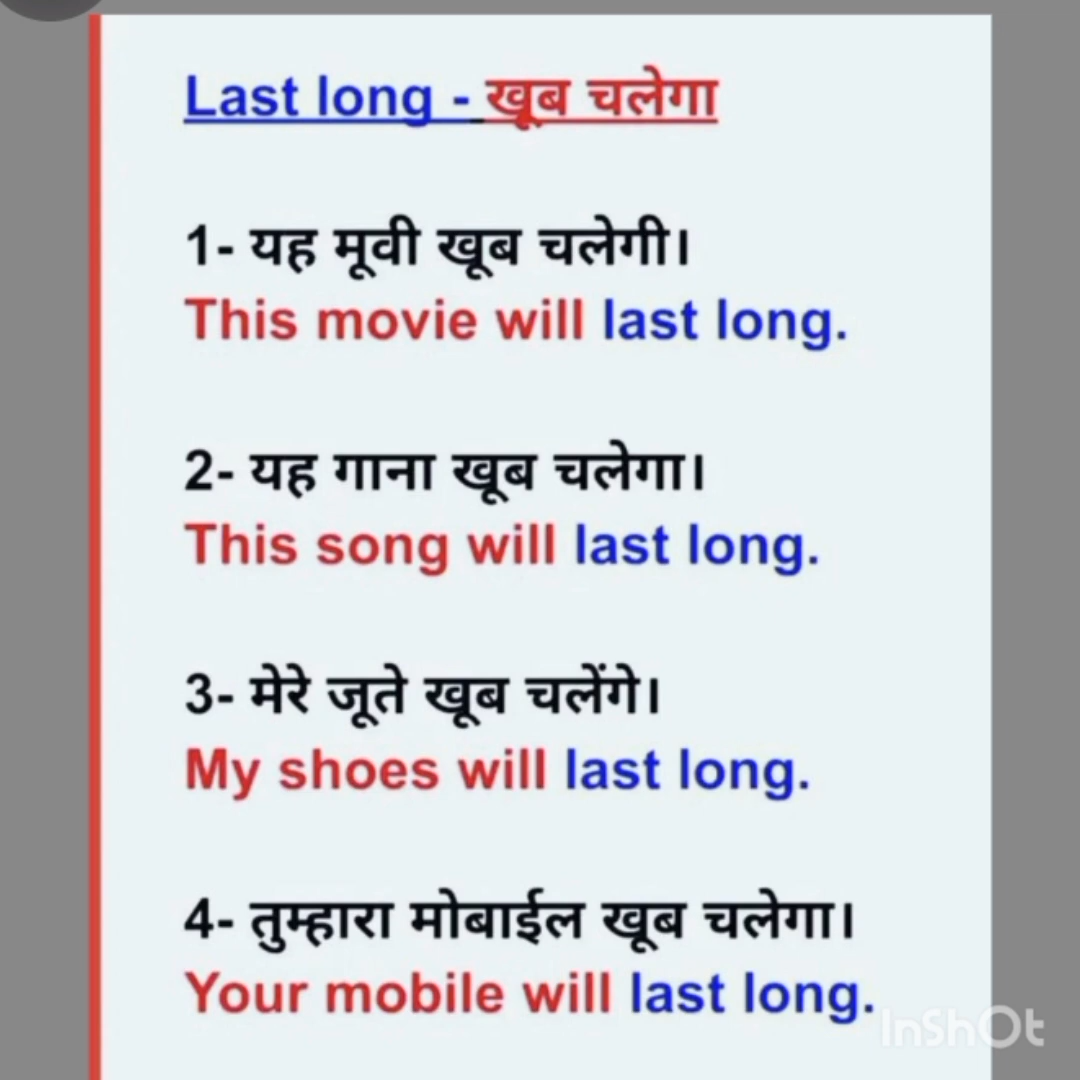 Last long - खूब चलेगा
1- यह मूवी खूब चलेगी।
This movie will last long.
2- यह गाना खूब चलेगा।
This song will last long.
3- मेरे जूते खूब चलेंगे।
My shoes will last long.
4- तुम्हारा मोबाईल खूब चलेगा।
Your mobile will last long.
InShOt